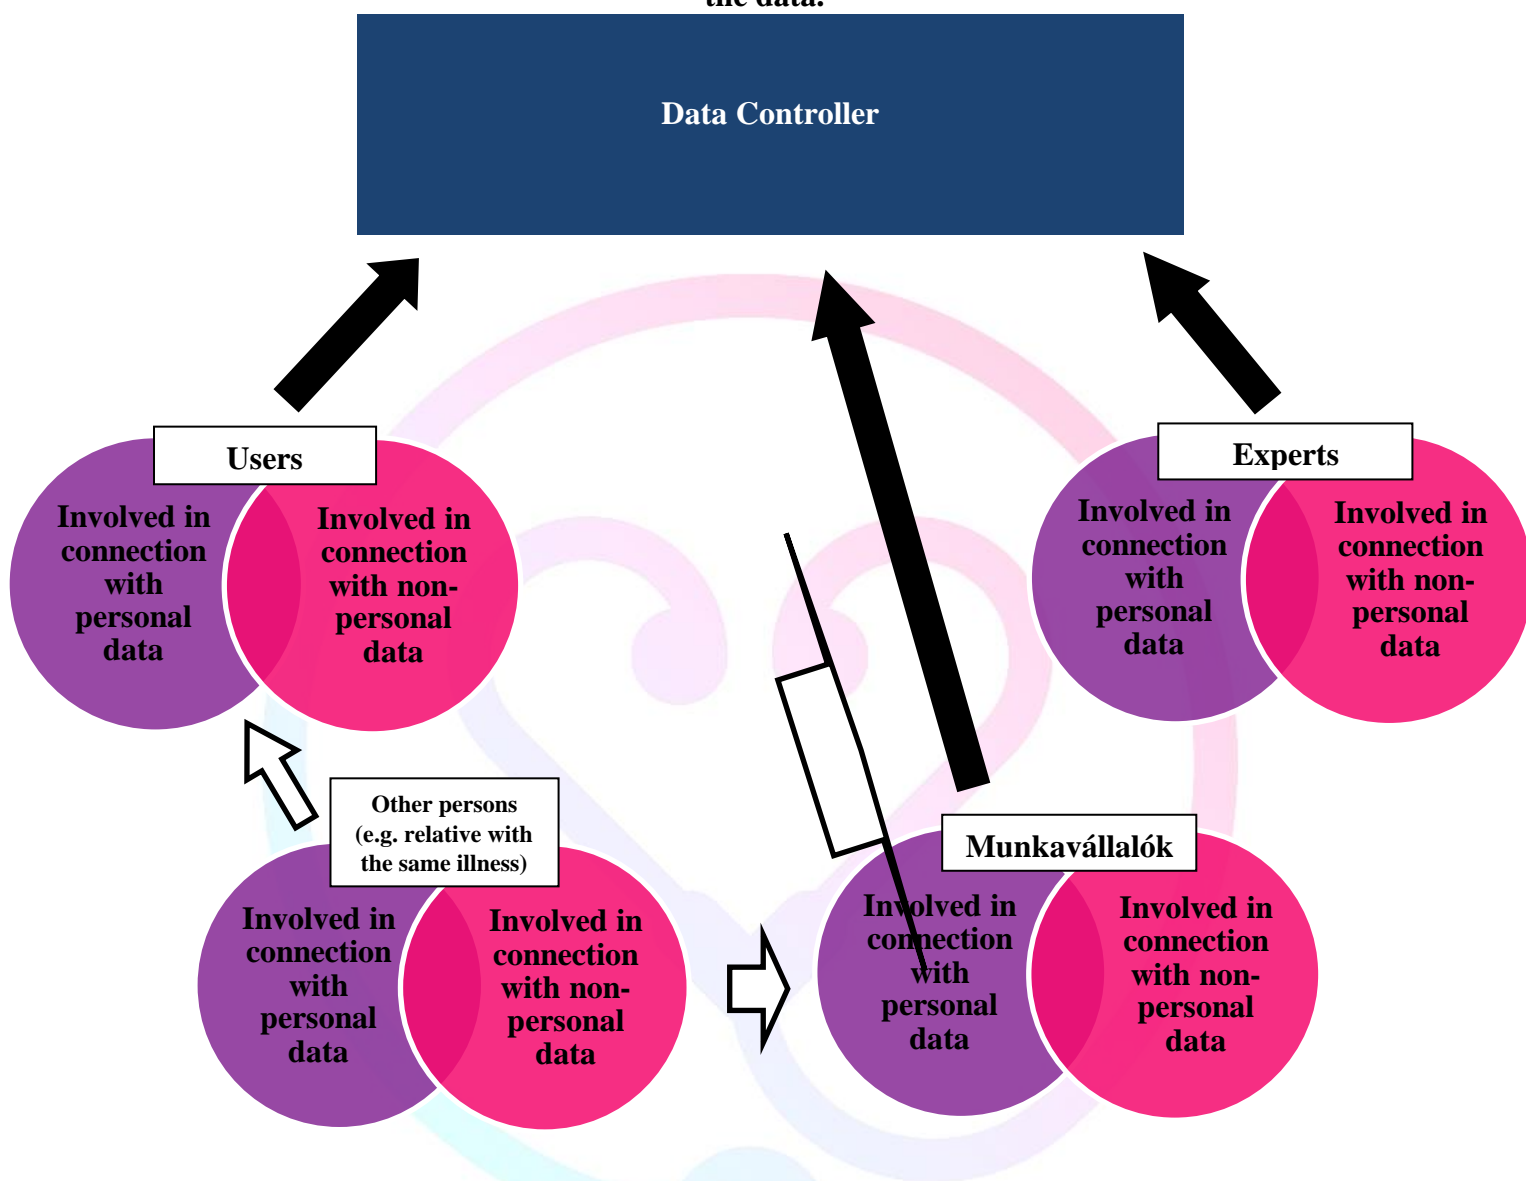 the data.
Data Controller
Users
Involved in
connection
with
personal
data
Involved in
connection
with non-
personal
data
Experts
Involved in
connection
with
personal
data
Involved in
connection
with non-
personal
data
Other persons
(e.g. relative with
the same illness)
Involved in
connection
with
personal
data
Involved in
connection
with non-
personal
data
Munkavállalók
Involved in
connection
with
personal
data
Involved in
connection
with non-
personal
data